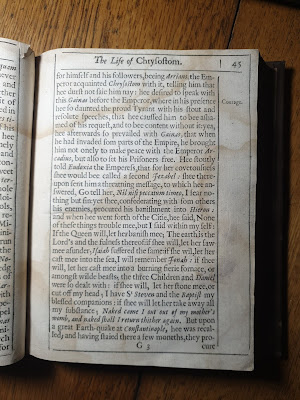 The Life of Chrysostom.
45
for himself and his followers, beeing Arrians, the Em-
peror acquainted Chrysostom with it, telling him that
hee durst not saie him nay: hee desired to speak with
this Gainas before the Emperor, where in his presence
hee so daunted the proud Tyrant with his stout and
resolute speeches, that hee caused him to bee asha-
med of his request, and to bee content without it; yea,
hee afterwards so prevailed with Gainas, that when
he had invaded som parts of the Empire, he brought
him not onely to make peace with the Emperor Ar-
cadius, but also to set his Prisoners free. Hee stoutly
told Eudoxia the Empress, that for her covetousness
shee would bee called a second Jezabel: shee there-
upon sent him a threatning message, to which hee an-
swered, Go tell her, Nil nisi peccatum timeo, I fear no-
thing but sin: yet shee, confederating with som others
his enemies, procured his banishment into Hieron:
and when hee went forth of the Citie, hee said, None
of these things trouble mee, but I said within my self:
If the Queen will, let her banish mee; The earth is the
Lord's and the fulness thereof: if shee will, let her saw
mee asunder; Isaiah suffered the same: if she wil, let her
cast mee into the sea, I will remember Jonah: if shee
will, let her cast mee into a burning fierie fornace, or
amongst wilde beasts, the three Children and Daniel
were so dealt with: if shee will, let her stone mee, or
cut off my head, I have St Steven and the Baptist my
blessed companions; if shee will let her take away all
my substance; Naked came I out out of my mother's
womb, and naked shall I return thither again. But upon
a great Earth-quake at Constantinople, hee was recal-
led; and having staied there a few moneths, they pro-
G 3
cure
Courage.